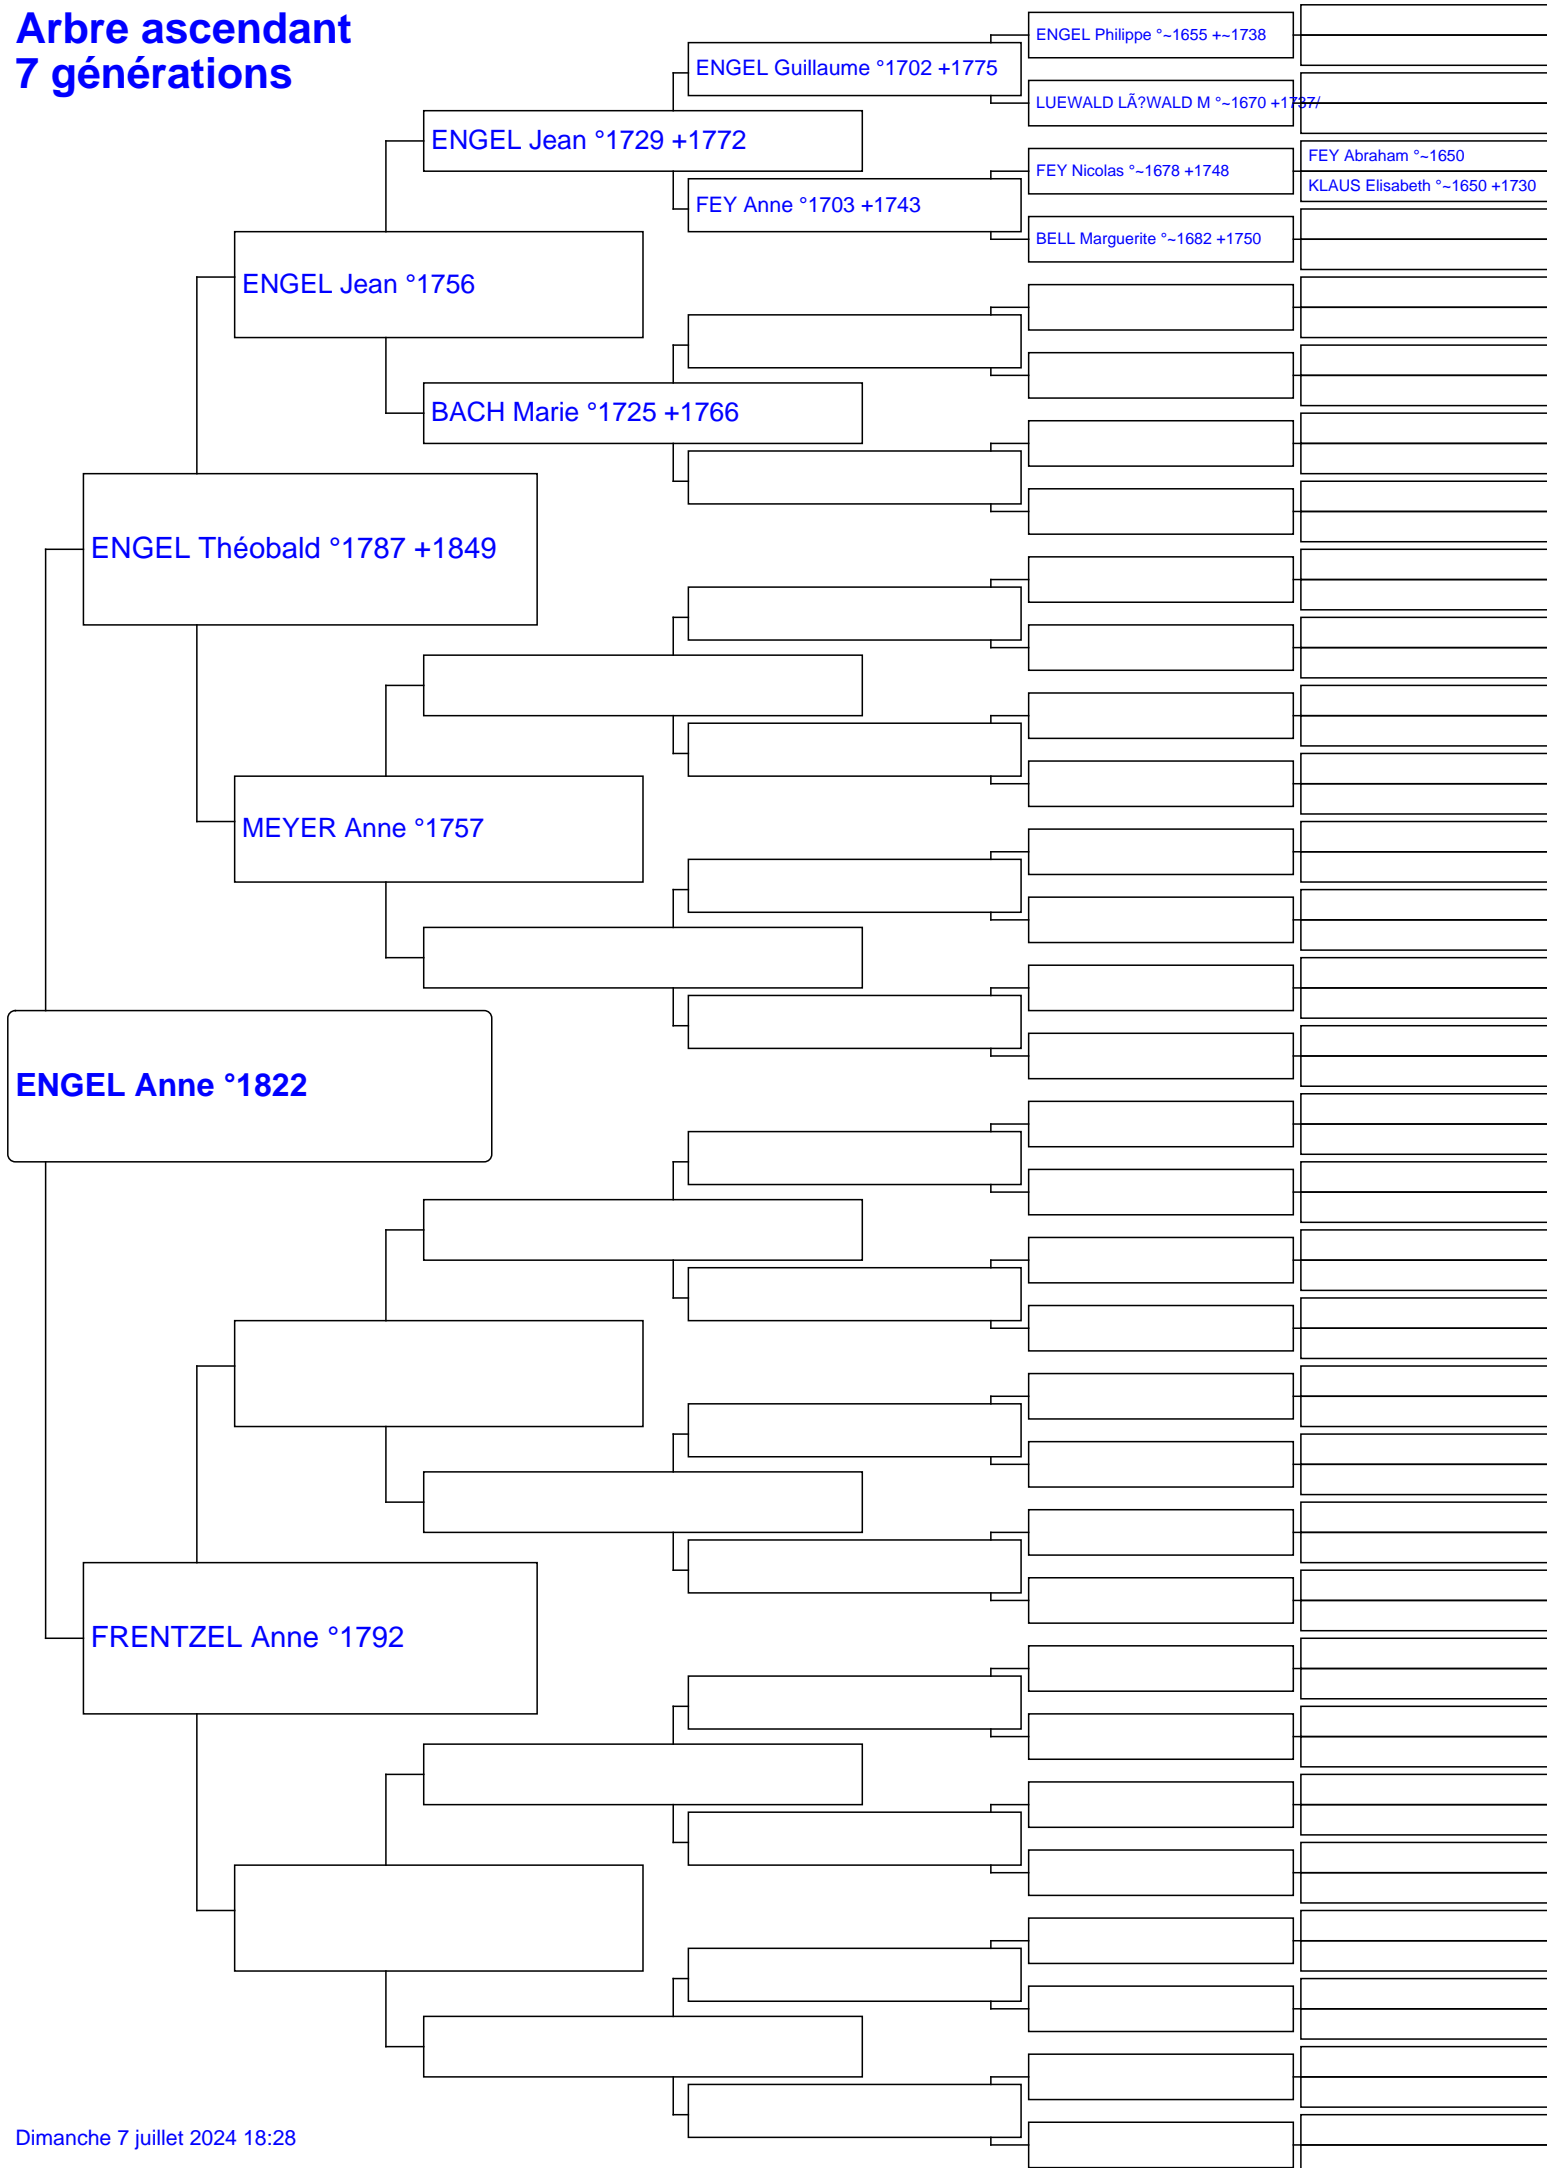 Arbre ascendant
7 générations
ENGEL Philippe °~1655 +~1738
ENGEL Guillaume °1702 +1775
LUEWALD LÃ?WALD M °~1670 +1737/
ENGEL Jean °1729 +1772
FEY Abraham °~1650
FEY Nicolas °~1678 +1748
KLAUS Elisabeth °~1650 +1730
FEY Anne °1703 +1743
BELL Marguerite °~1682 +1750
ENGEL Jean °1756
BACH Marie °1725 +1766
ENGEL Théobald °1787 +1849
MEYER Anne °1757
ENGEL Anne °1822
FRENTZEL Anne °1792
Dimanche 7 juillet 2024 18:28